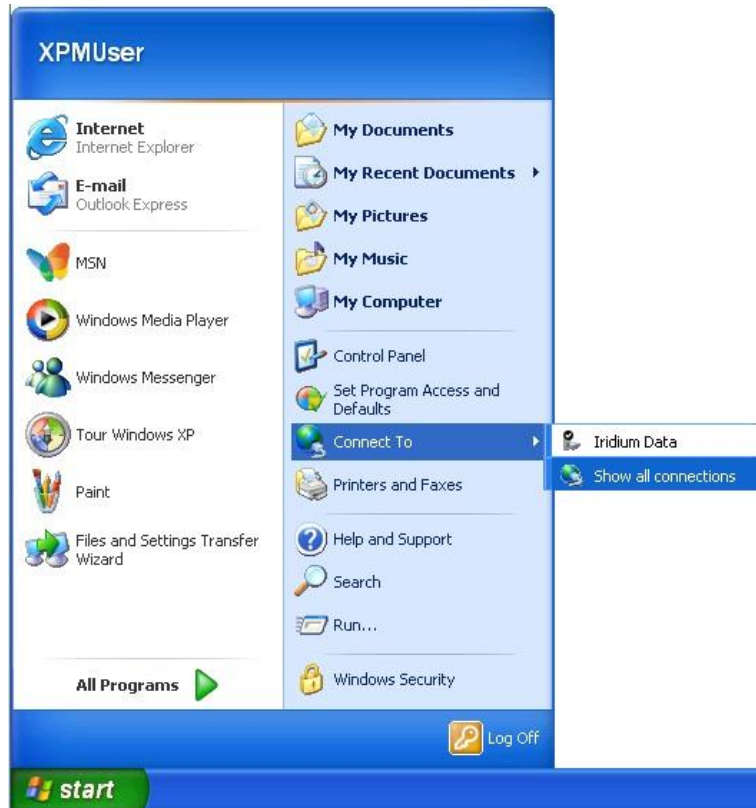 XPMUser
Internet
Internet Explorer
E-mail
Outlook Express
MSN
Windows Media Player
Windows Messenger
Tour Windows XP
Paint
Files and Settings Transfer
Wizard
All Programs
My Documents
My Recent Documents
My Pictures
My Music
My Computer
Control Panel
Set Program Access and
Defaults
Connect To
Printers and Faxes
Help and Support
Search
Run...
Windows Security
Iridium Data
Show all connections
Log Off
start